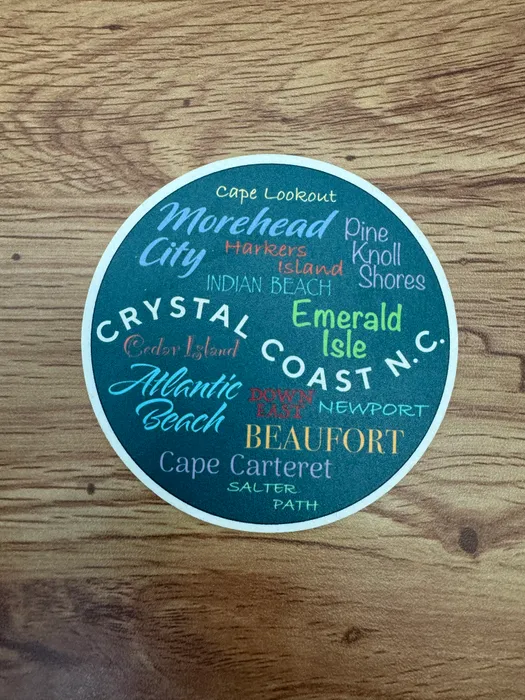 Cape Lookout
Morehead
City
Pine
Knoll
Shores
Harkers
Island
INDIAN BEACH
CRYSTAL COAST N.C.
Emerald
Isle
Cedar Island
Atlantic
Beach
DOWN
EAST
NEWPORT
BEAUFORT
Cape Carteret
SALTER
PATH